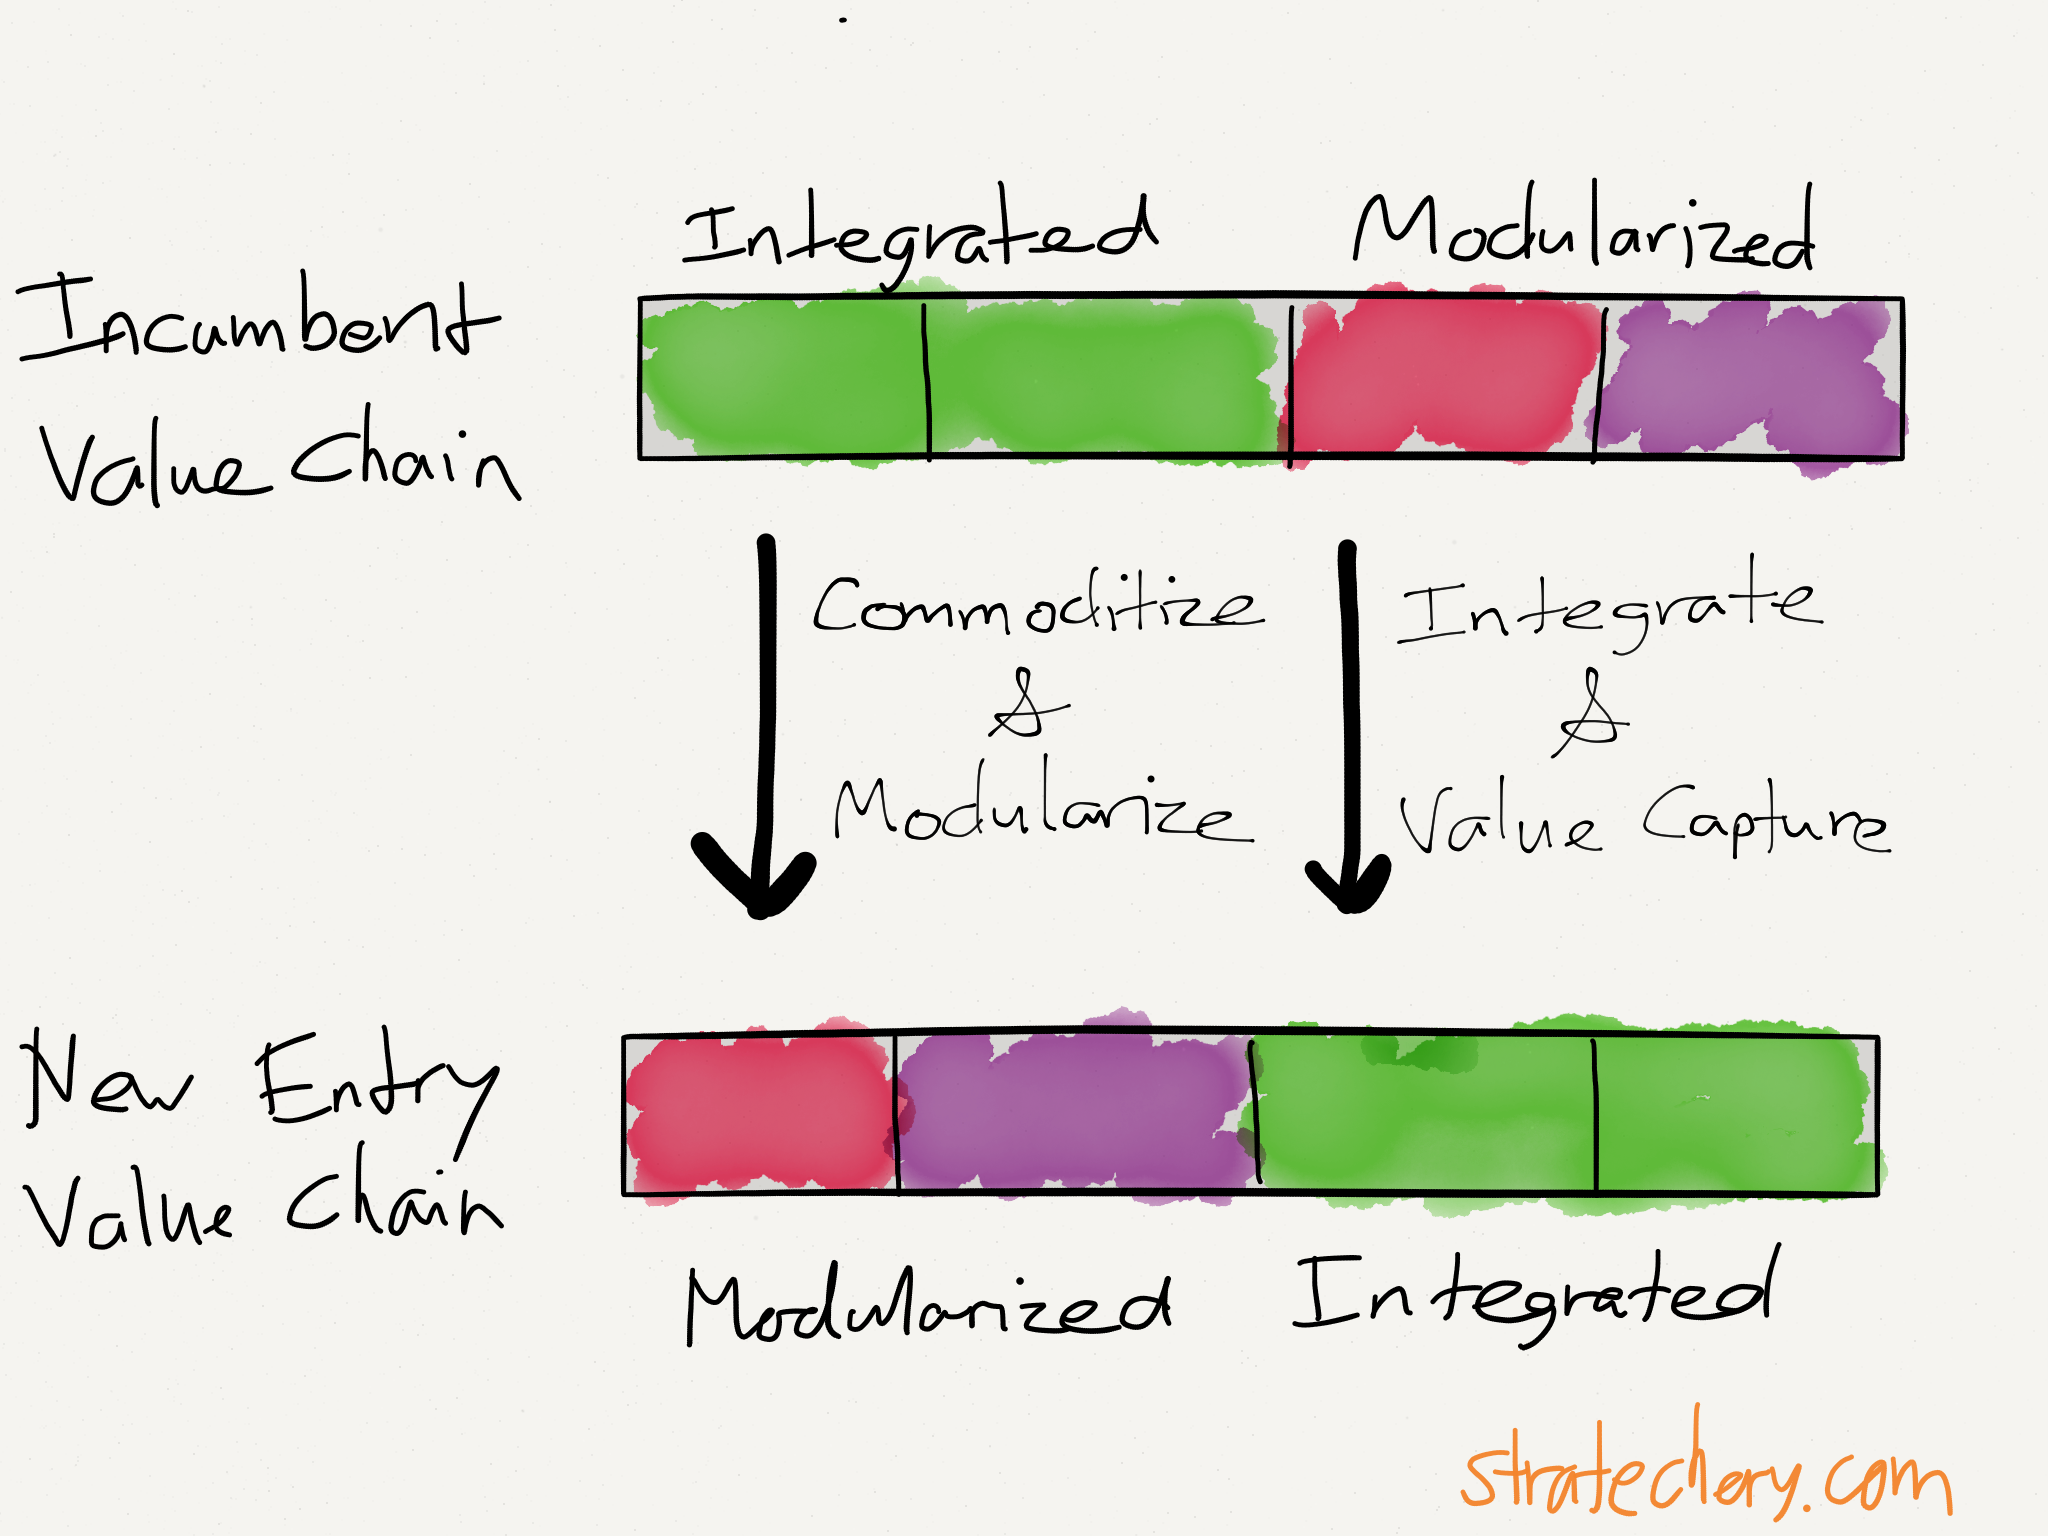 Integrated Modularized
Incumbent
Value Chain
Commoditize
&
Modularize
Integrate
&
Value Capture
New Entry
Value Chain
Modularized Integrated
stratechery.com